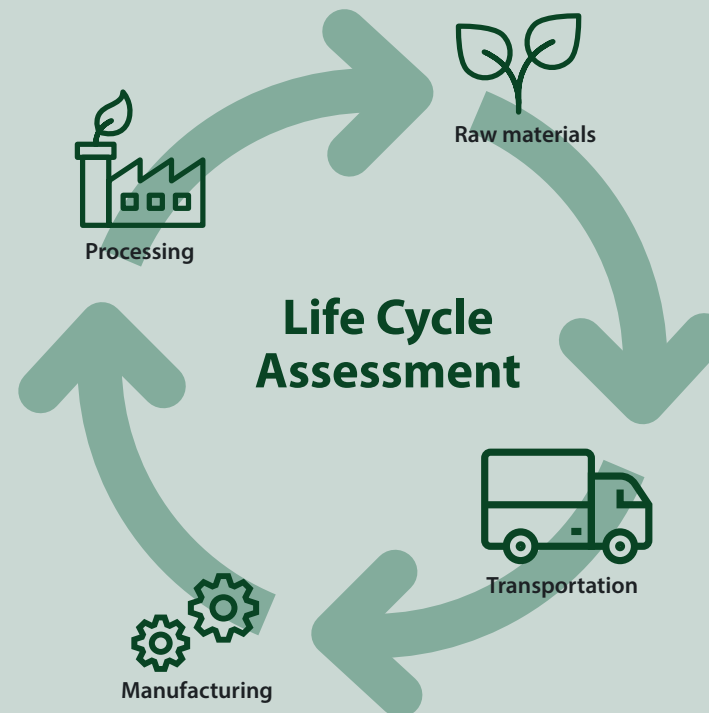 Raw materials
Processing
Life Cycle
Assessment
Transportation
Manufacturing